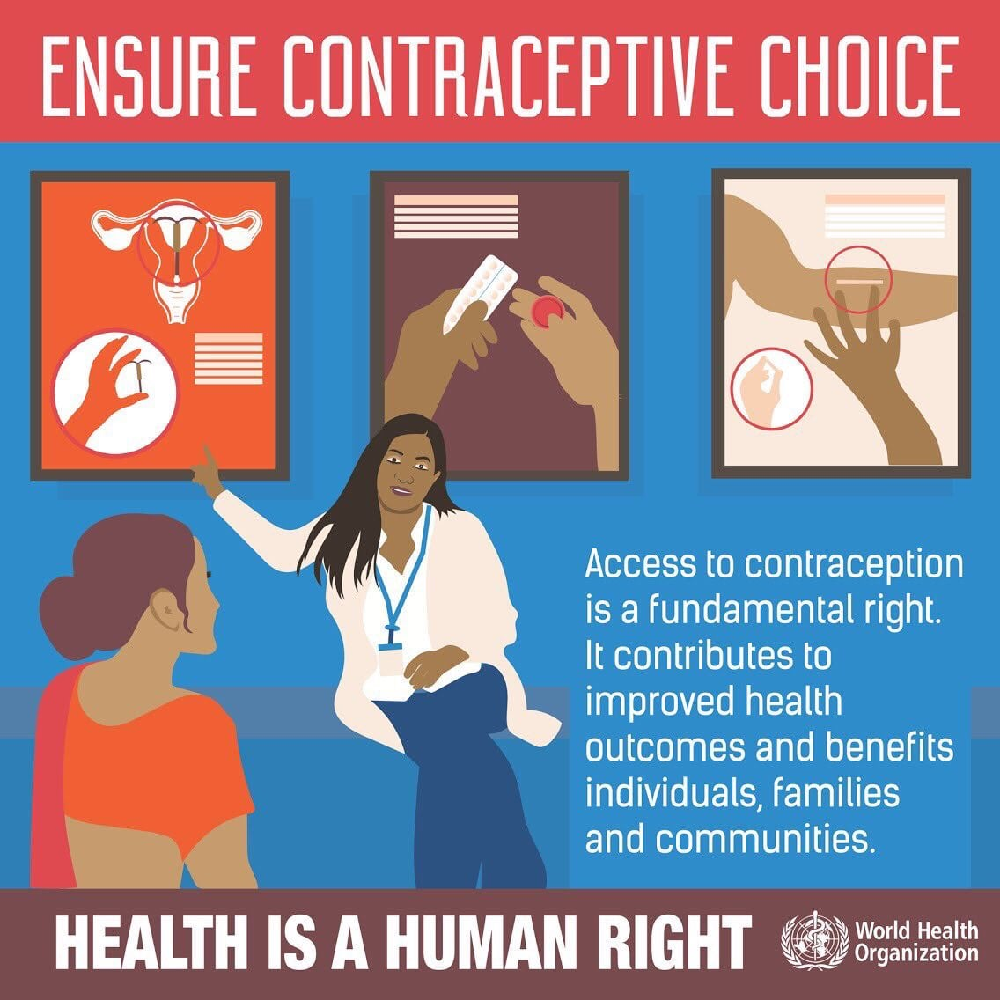 ENSURE CONTRACEPTIVE CHOICE
Access to contraception
is a fundamental right.
It contributes to
improved health
outcomes and benefits
individuals, families
and communities.
HEALTH IS A HUMAN RIGHT
World Health
Organization